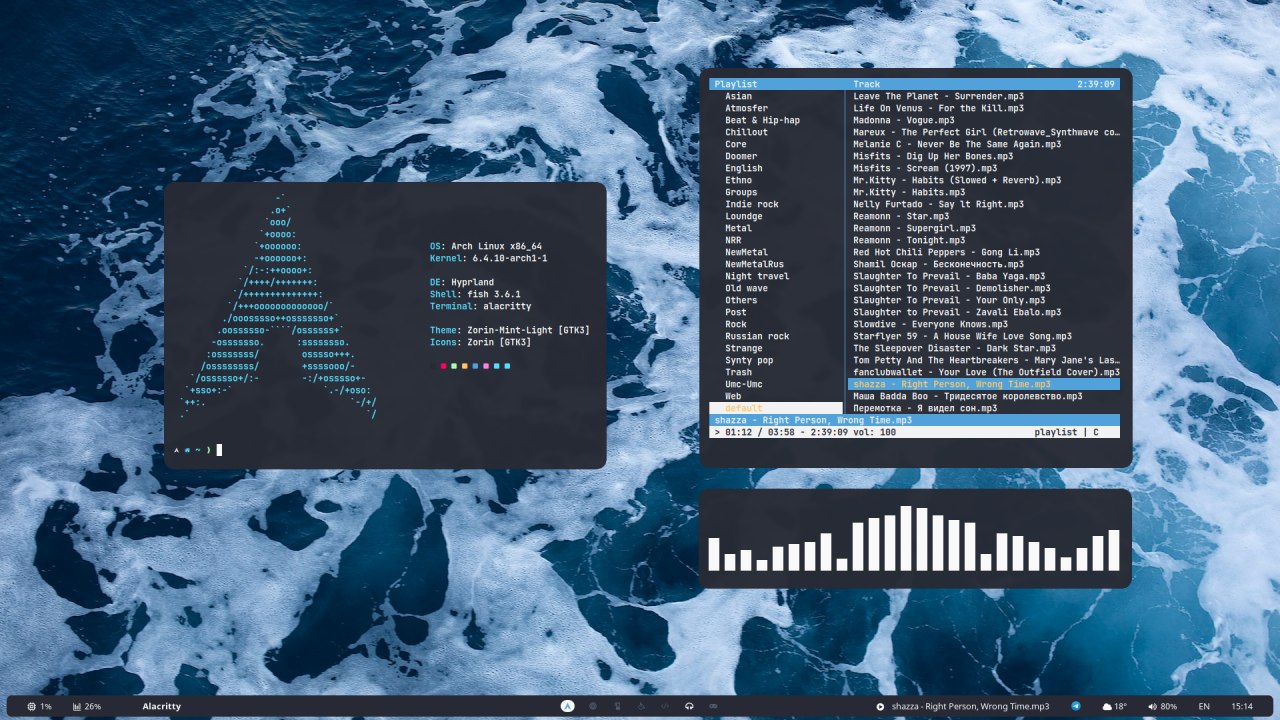 OS: Arch Linux x86_64
Kernel: 6.4.10-arch1-1
DE: Hyprland
Shell: fish 3.6.1
Terminal: alacritty
Theme: Zorin-Mint-Light [GTK3]
Icons: Zorin [GTK3]
~ )
Playlist Track 2:39:09
Asian Leave The Planet - Surrender.mp3
Atmosfer Life On Venus - For the Kill.mp3
Beat & Hip-hap Madonna - Vogue.mp3
Chillout Mareux - The Perfect Girl (Retrowave_Synthwave co…
Core Melanie C - Never Be The Same Again.mp3
Doomer Misfits - Dig Up Her Bones.mp3
English Misfits - Scream (1997).mp3
Ethno Mr.Kitty - Habits (Slowed + Reverb).mp3
Groups Mr.Kitty - Habits.mp3
Indie rock Nelly Furtado - Say lt Right.mp3
Loundge Reamonn - Star.mp3
Metal Reamonn - Supergirl.mp3
NRR Reamonn - Tonight.mp3
NewMetal Red Hot Chili Peppers - Gong Li.mp3
NewMetalRus Shamil Оскар - Бесконечность.mp3
Night travel Slaughter To Prevail - Baba Yaga.mp3
Old wave Slaughter To Prevail - Demolisher.mp3
Others Slaughter To Prevail - Your Only.mp3
Post Slaughter to Prevail - Zavali Ebalo.mp3
Rock Slowdive - Everyone Knows.mp3
Russian rock Starflyer 59 - A House Wife Love Song.mp3
Strange The Sleepover Disaster - Dark Star.mp3
Synty pop Tom Petty And The Heartbreakers - Mary Jane's Las…
Trash fanclubwallet - Your Love (The Outfield Cover).mp3
Umc-Umc shazza - Right Person, Wrong Time.mp3
Web Маша Badda Boo - Тридесятое королевство.mp3
default Перемотка - Я видел сон.mp3
shazza - Right Person, Wrong Time.mp3
> 01:12 / 03:58 - 2:39:09 vol: 100 playlist | C
1% 26% Alacritty shazza - Right Person, Wrong Time.mp3 18° 80% EN 15:14